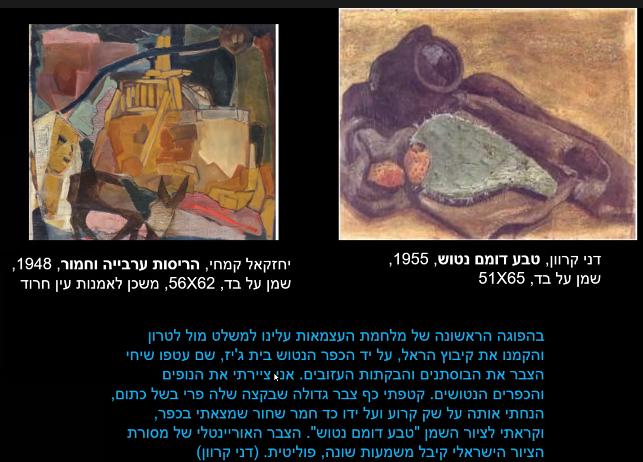 דני קרוון, טבע דומם נטוש, 1955,
שמן על בד, 51X65
יחזקאל קמחי, הריסות ערבייה וחמור, 1948,
שמן על בד, 56X62, משכן לאמנות עין חרוד
בהפוגה הראשונה של מלחמת העצמאות עלינו למשלט מול לטרון
והקמנו את קיבוץ הראל, על יד הכפר הנטוש בית ג'יז, שם עטפו שיחי
הצבר את הבוסתנים והבקתות העזובים. אני ציירתי את הנופים
והכפרים הנטושים. קטפתי כף צבר גדולה שבקצה שלה פרי בשל כתום,
הנחתי אותה על שק קרוע ועל ידו כד חמר שחור שמצאתי בכפר,
וקראתי לציור השמן "טבע דומם נטוש". הצבר האוריינטלי של מסורת
הציור הישראלי קיבל משמעות שונה, פוליטית. (דני קרוון)